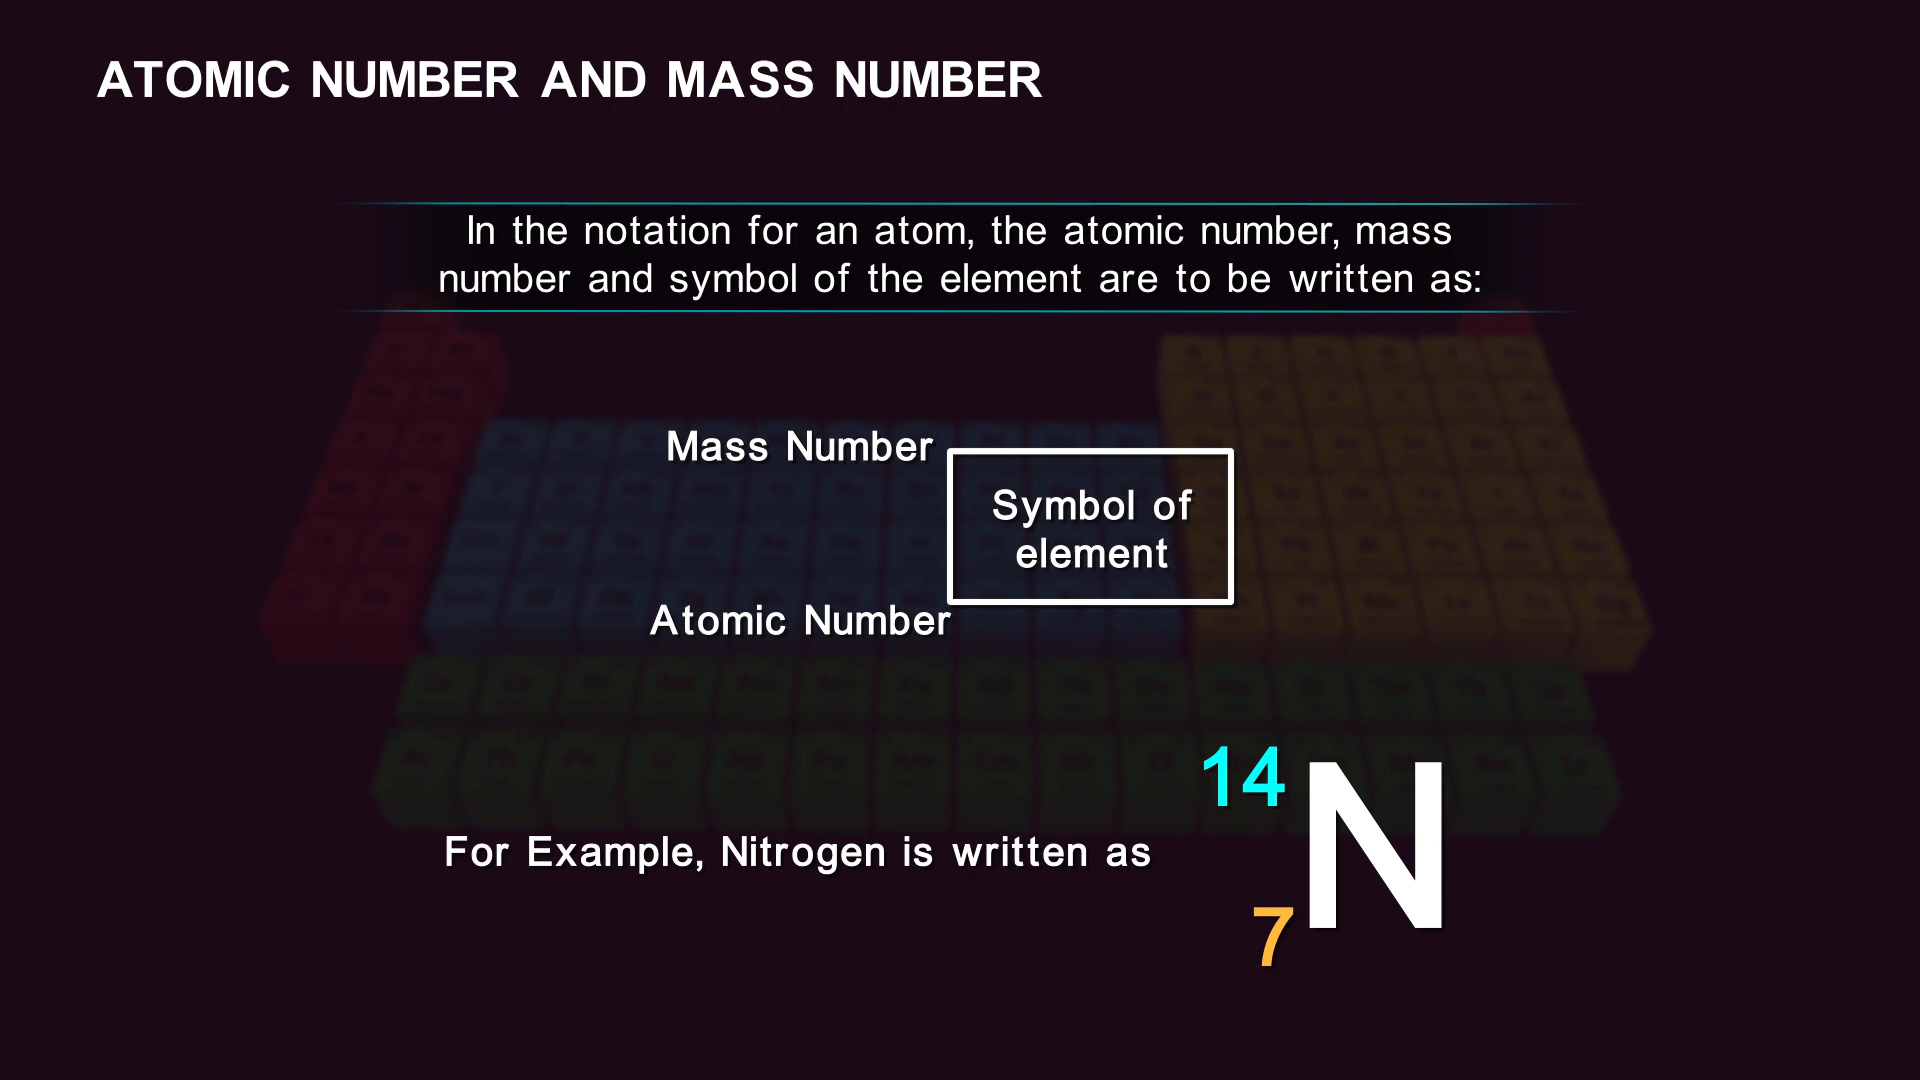 ATOMIC NUMBER AND MASS NUMBER
In the notation for an atom, the atomic number, mass
number and symbol of the element are to be written as:
Mass Number
Symbol of
element
Atomic Number
14
N
For Example, Nitrogen is written as
7